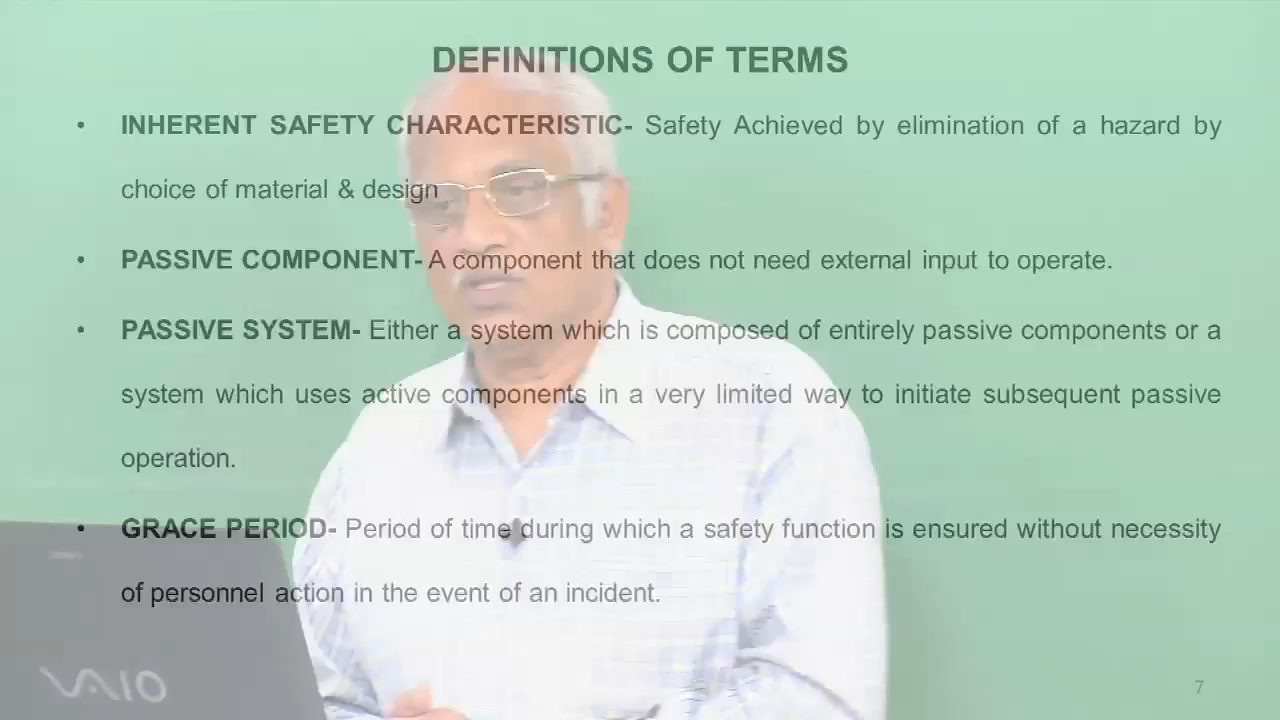 DEFINITIONS OF TERMS
• INHERENT SAFETY CHARACTERISTIC- Safety Achieved by elimination of a hazard by
choice of material & design
• PASSIVE COMPONENT- A component that does not need external input to operate.
• PASSIVE SYSTEM- Either a system which is composed of entirely passive components or a
system which uses active components in a very limited way to initiate subsequent passive
operation.
• GRACE PERIOD- Period of time during which a safety function is ensured without necessity
of personnel action in the event of an incident.
VAIO
7